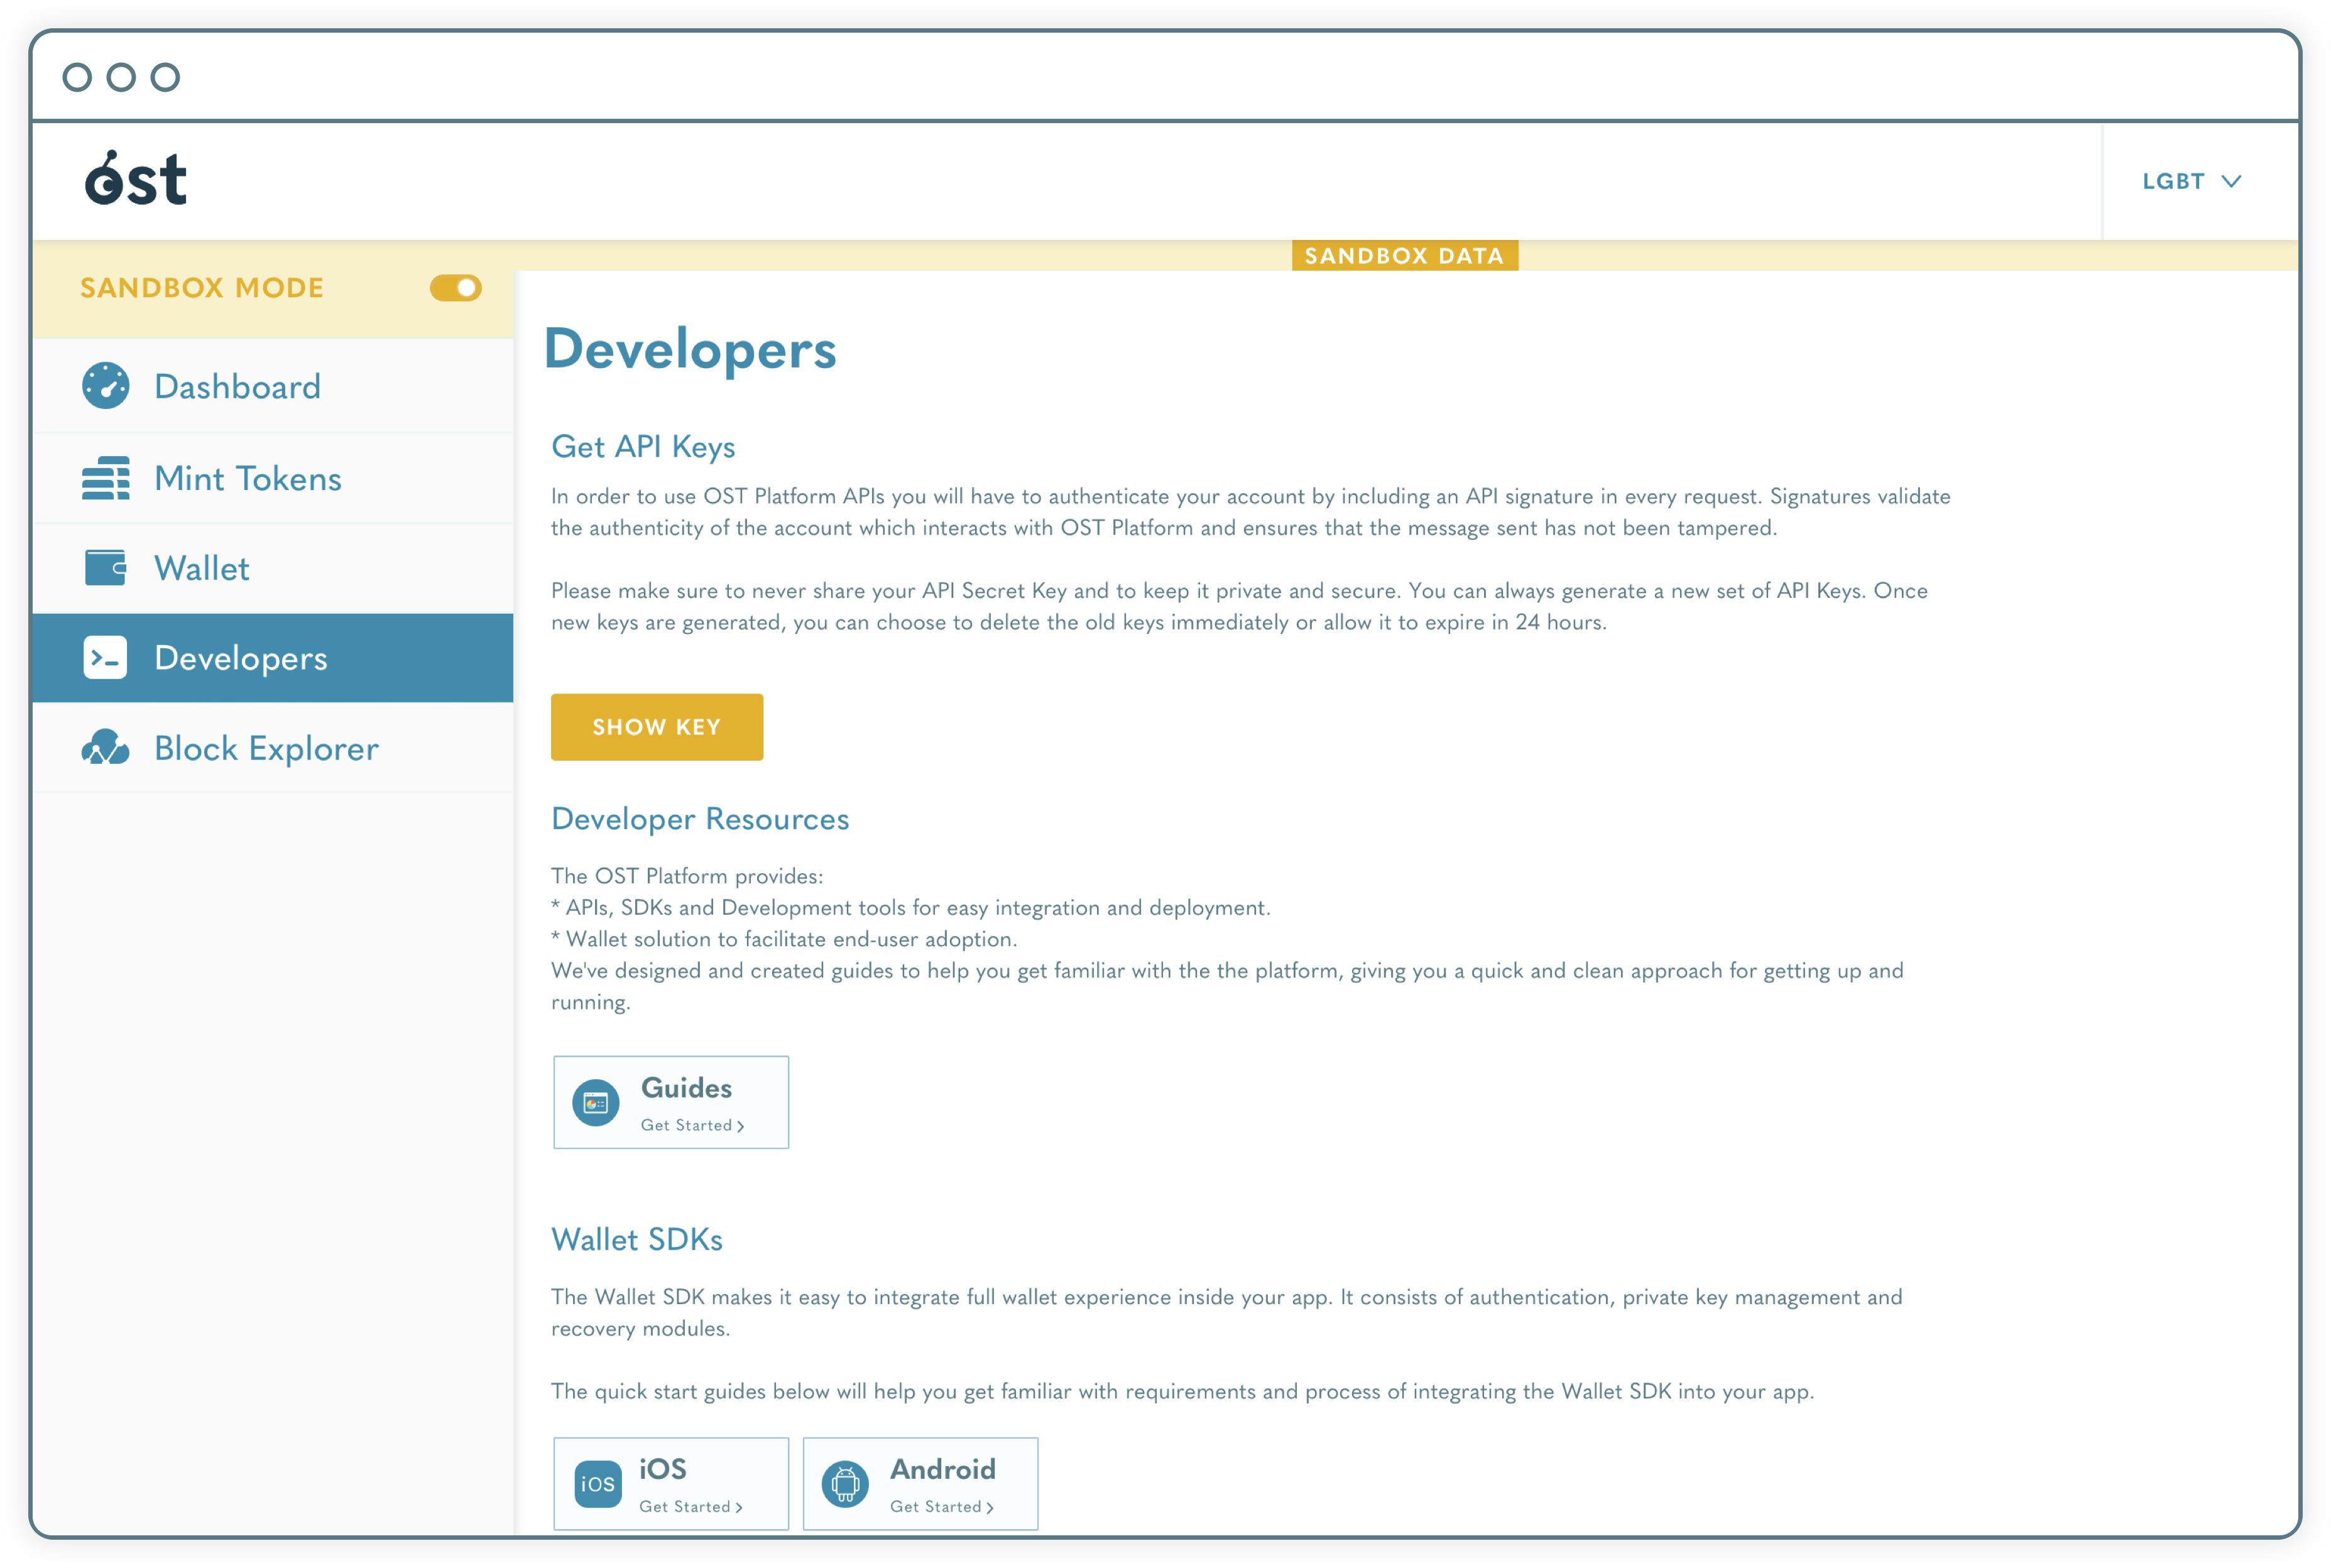 ost
LGBT
SANDBOX MODE
SANDBOX DATA
Dashboard
Mint Tokens
Wallet
Developers
Block Explorer
Developers
Get API Keys
In order to use OST Platform APIs you will have to authenticate your account by including an API signature in every request. Signatures validate
the authenticity of the account which interacts with OST Platform and ensures that the message sent has not been tampered.
Please make sure to never share your API Secret Key and to keep it private and secure. You can always generate a new set of API Keys. Once
new keys are generated, you can choose to delete the old keys immediately or allow it to expire in 24 hours.
SHOW KEY
Developer Resources
The OST Platform provides:
* APIs, SDKs and Development tools for easy integration and deployment.
* Wallet solution to facilitate end-user adoption.
We've designed and created guides to help you get familiar with the the platform, giving you a quick and clean approach for getting up and
running.
Guides
Get Started
Wallet SDKs
The Wallet SDK makes it easy to integrate full wallet experience inside your app. It consists of authentication, private key management and
recovery modules.
The quick start guides below will help you get familiar with requirements and process of integrating the Wallet SDK into your app.
iOS
iOS
Get Started
Android
Get Started